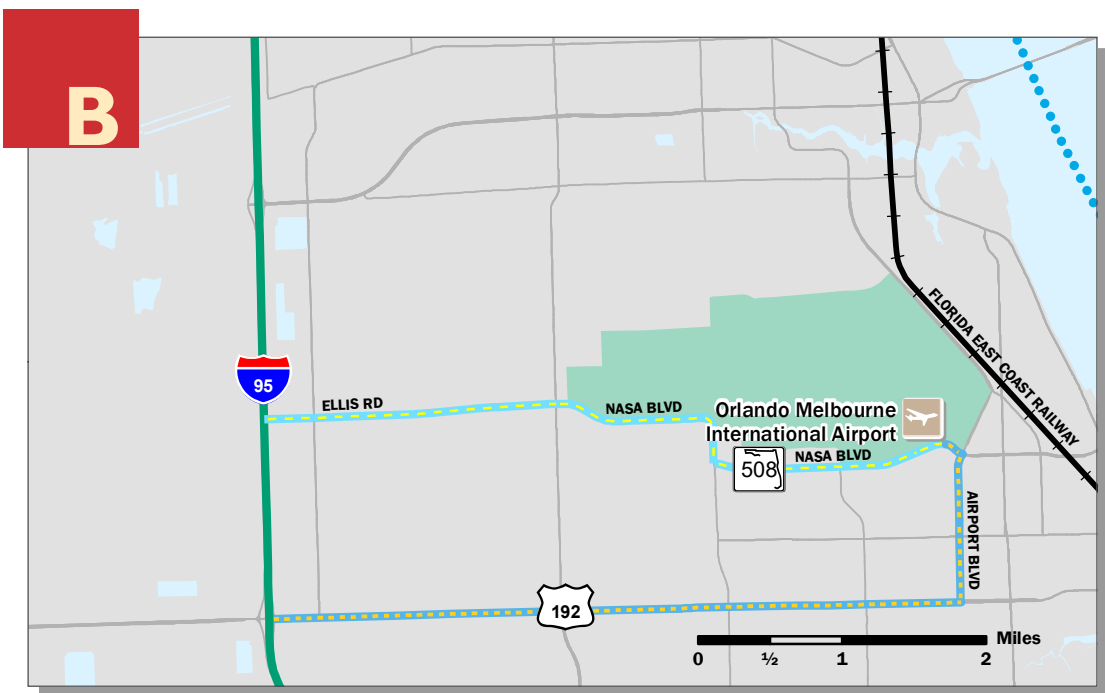 B
FLORIDA EAST COAST RAILWAY
95
ELLIS RD
NASA BLVD
Orlando Melbourne
International Airport
NASA BLVD
508
AIRPORT BLVD
192
Miles
0 ½ 1 2